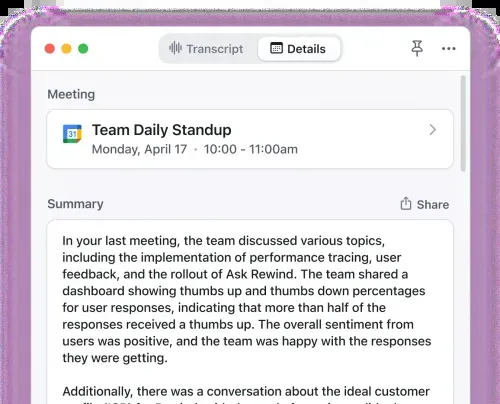 Transcript
Details
Meeting
31
Team Daily Standup
Monday, April 17 • 10:00 - 11:00am
Summary
Share
In your last meeting, the team discussed various topics,
including the implementation of performance tracing, user
feedback, and the rollout of Ask Rewind. The team shared a
dashboard showing thumbs up and thumbs down percentages
for user responses, indicating that more than half of the
responses received a thumbs up. The overall sentiment from
users was positive, and the team was happy with the responses
they were getting.
Additionally, there was a conversation about the ideal customer